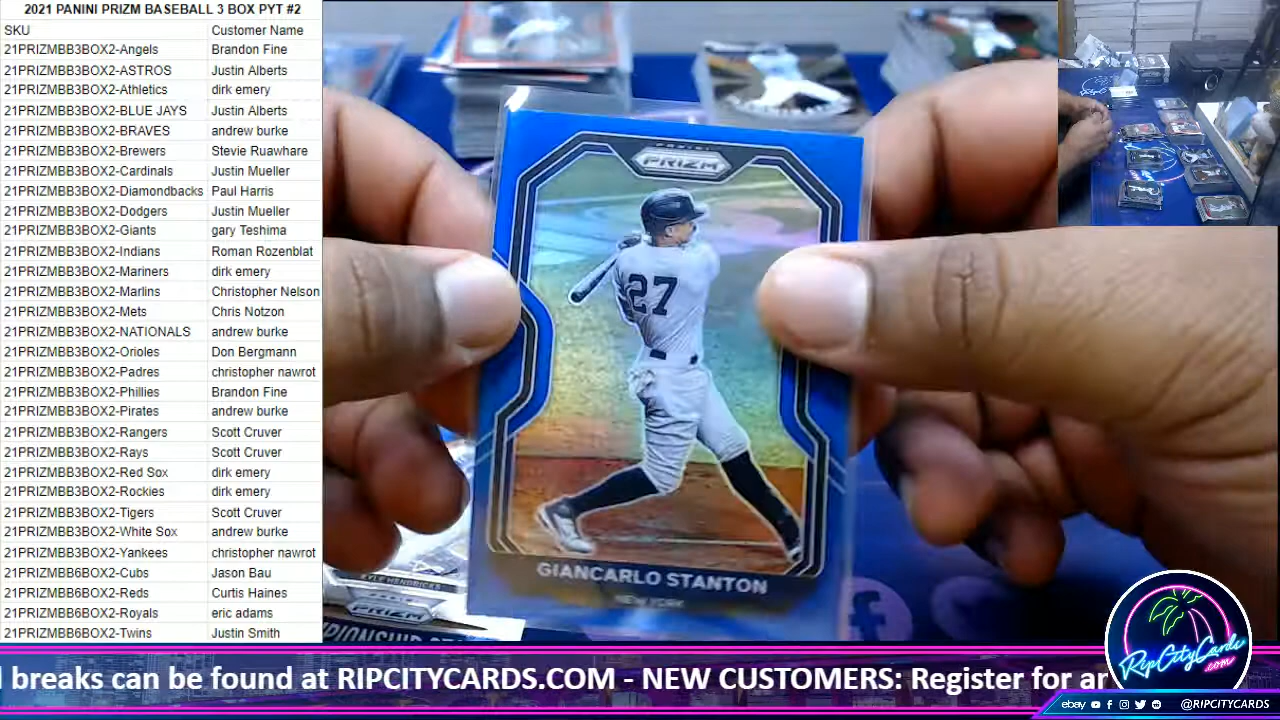 2021 PANINI PRIZM BASEBALL 3 BOX PYT #2
SKU Customer Name
21PRIZMBB3BOX2-Angels Brandon Fine
21PRIZMBB3BOX2-ASTROS Justin Alberts
21PRIZMBB3BOX2-Athletics dirk emery
21PRIZMBB3BOX2-BLUE JAYS Justin Alberts
21PRIZMBB3BOX2-BRAVES andrew burke
21PRIZMBB3BOX2-Brewers Stevie Ruawhare
21PRIZMBB3BOX2-Cardinals Justin Mueller
21PRIZMBB3BOX2-Diamondbacks Paul Harris
21PRIZMBB3BOX2-Dodgers Justin Mueller
21PRIZMBB3BOX2-Giants gary Teshima
21PRIZMBB3BOX2-Indians Roman Rozenblat
21PRIZMBB3BOX2-Mariners dirk emery
21PRIZMBB3BOX2-Marlins Christopher Nelson
21PRIZMBB3BOX2-Mets Chris Notzon
21PRIZMBB3BOX2-NATIONALS andrew burke
21PRIZMBB3BOX2-Orioles Don Bergmann
21PRIZMBB3BOX2-Padres christopher nawrot
21PRIZMBB3BOX2-Phillies Brandon Fine
21PRIZMBB3BOX2-Pirates andrew burke
21PRIZMBB3BOX2-Rangers Scott Cruver
21PRIZMBB3BOX2-Rays Scott Cruver
21PRIZMBB3BOX2-Red Sox dirk emery
21PRIZMBB3BOX2-Rockies dirk emery
21PRIZMBB3BOX2-Tigers Scott Cruver
21PRIZMBB3BOX2-White Sox andrew burke
21PRIZMBB3BOX2-Yankees christopher nawrot
21PRIZMBB6BOX2-Cubs Jason Bau
21PRIZMBB6BOX2-Reds Curtis Haines
21PRIZMBB6BOX2-Royals eric adams
21PRIZMBB6BOX2-Twins Justin Smith
PANINI
PRIZM
27
GIANCARLO STANTON
NEW YORK
KYLE HENDRICKS
PRIZM
breaks can be found at RIPCITYCARDS.COM - NEW CUSTOMERS: Register for
RipCityCards
.com
ebay @RIPCITYCARDS